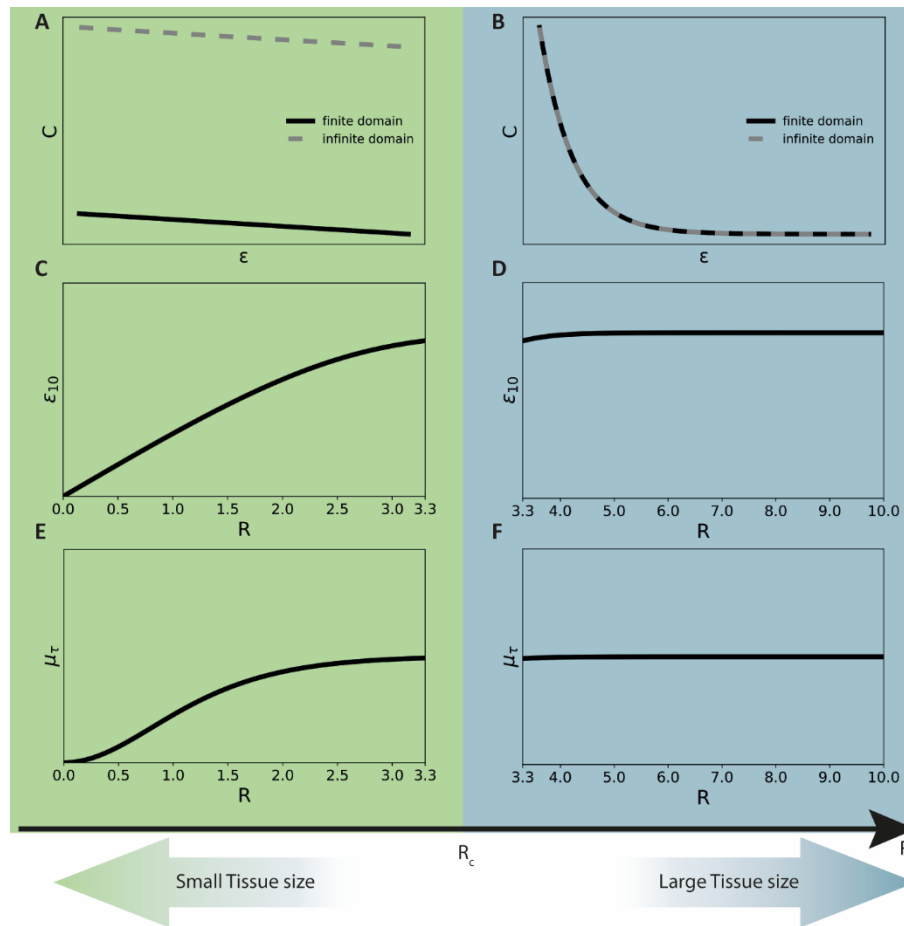 A
C
finite domain
infinite domain
ε
B
C
finite domain
infinite domain
ε
C
ε₁₀
0.0 0.5 1.0 1.5 2.0 2.5 3.0 3.3
R
D
ε₁₀
3.3 4.0 5.0 6.0 7.0 8.0 9.0 10.0
R
E
μτ
0.0 0.5 1.0 1.5 2.0 2.5 3.0 3.3
R
F
μτ
3.3 4.0 5.0 6.0 7.0 8.0 9.0 10.0
R
Rc
Small Tissue size
Large Tissue size